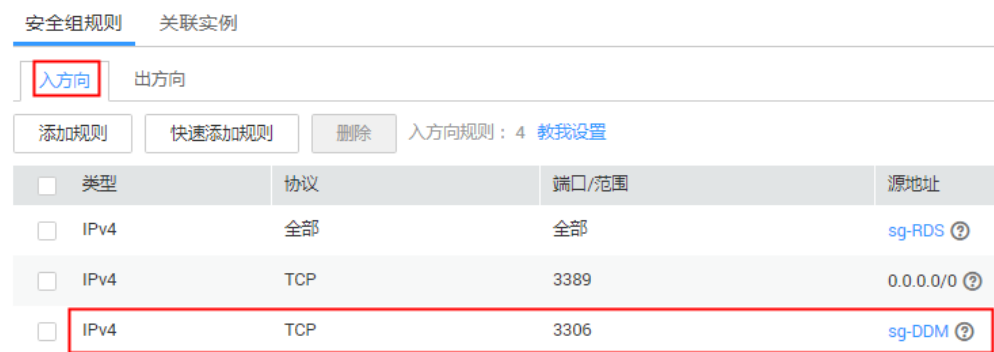 安全组规则 关联实例
入方向 出方向
添加规则 快速添加规则 删除 入方向规则：4 教我设置
类型 协议 端口/范围 源地址
IPv4 全部 全部 sg-RDS ?
IPv4 TCP 3389 0.0.0.0/0 ?
IPv4 TCP 3306 sg-DDM ?